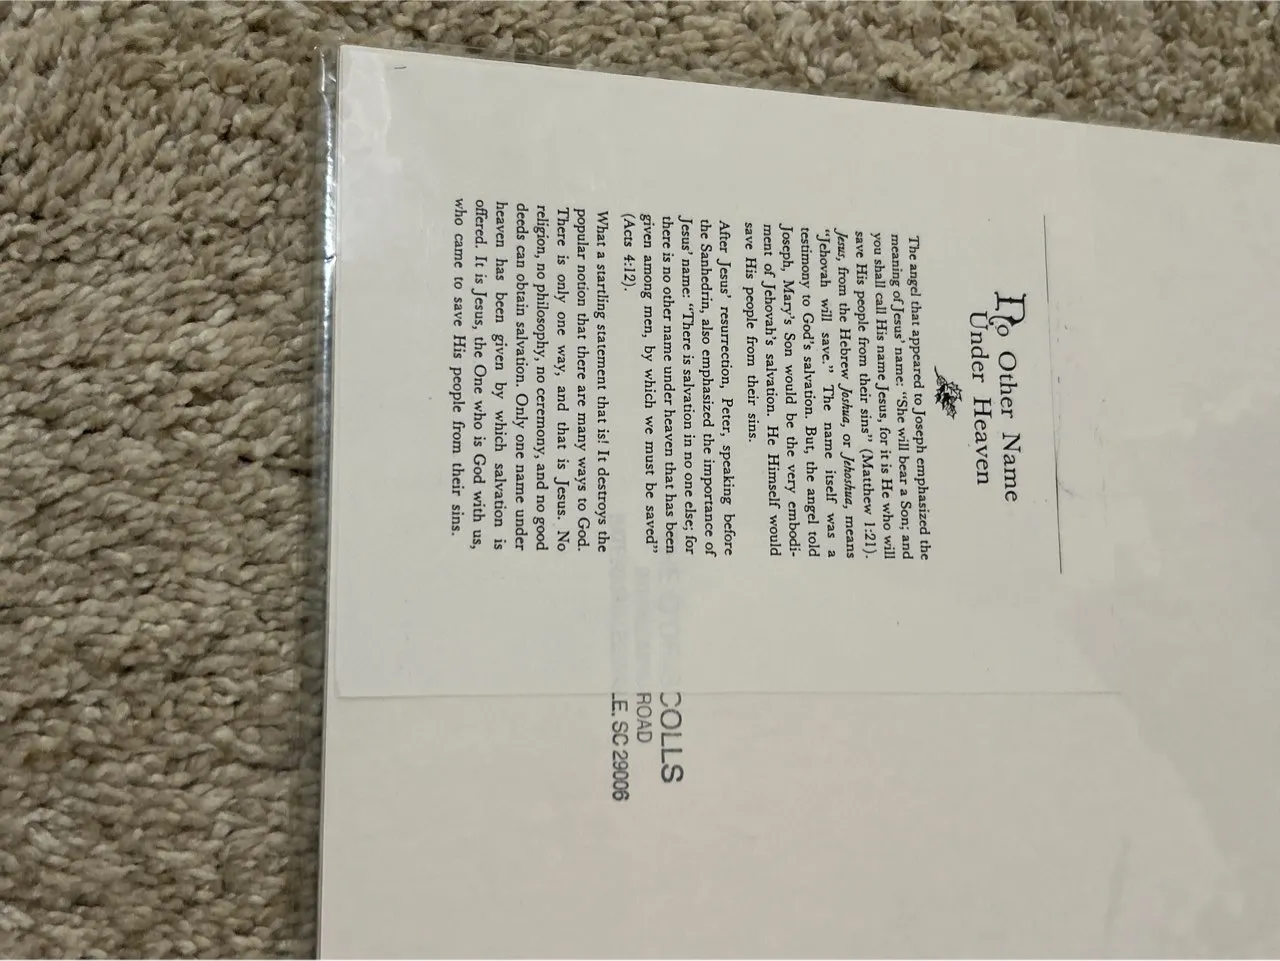 No Other Name
Under Heaven
The angel that appeared to Joseph emphasized the
meaning of Jesus' name: “She will bear a Son; and
you shall call His name Jesus, for it is He who will
save His people from their sins” (Matthew 1:21).
Jesus, from the Hebrew Joshua, or Jehoshua, means
“Jehovah will save.” The name itself was a
testimony to God's salvation. But, the angel told
Joseph, Mary's Son would be the very embodi-
ment of Jehovah's salvation. He Himself would
save His people from their sins.
After Jesus' resurrection, Peter, speaking before
the Sanhedrin, also emphasized the importance of
Jesus' name: “There is salvation in no one else; for
there is no other name under heaven that has been
given among men, by which we must be saved”
(Acts 4:12).
What a startling statement that is! It destroys the
popular notion that there are many ways to God.
There is only one way, and that is Jesus. No
religion, no philosophy, no ceremony, and no good
deeds can obtain salvation. Only one name under
heaven has been given by which salvation is
offered. It is Jesus, the One who is God with us,
who came to save His people from their sins.
COLLS
ROAD
LE, SC 29006